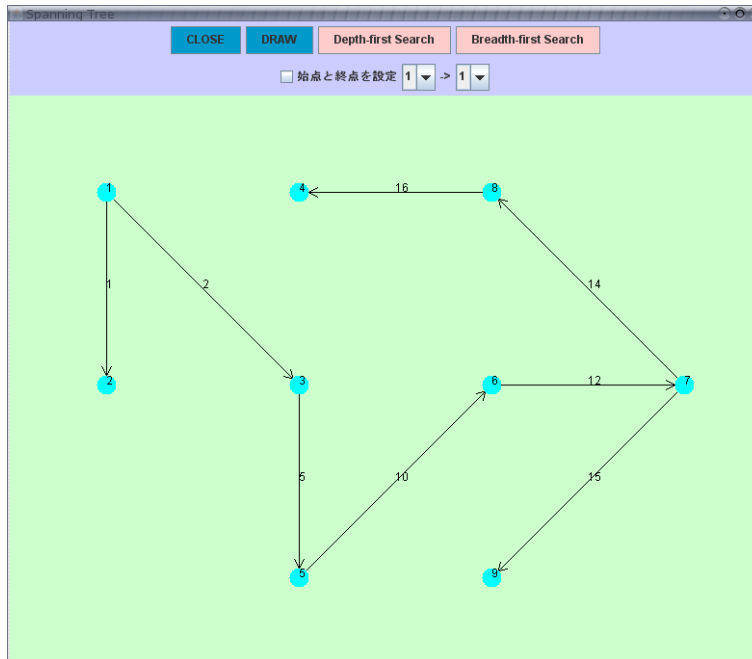 Spanning Tree
CLOSE DRAW Depth-first Search Breadth-first Search
始点と終点を設定 1 -> 1
1 4 16 8
1 2 14
2 3 6 12 7
5 10 15
5 9